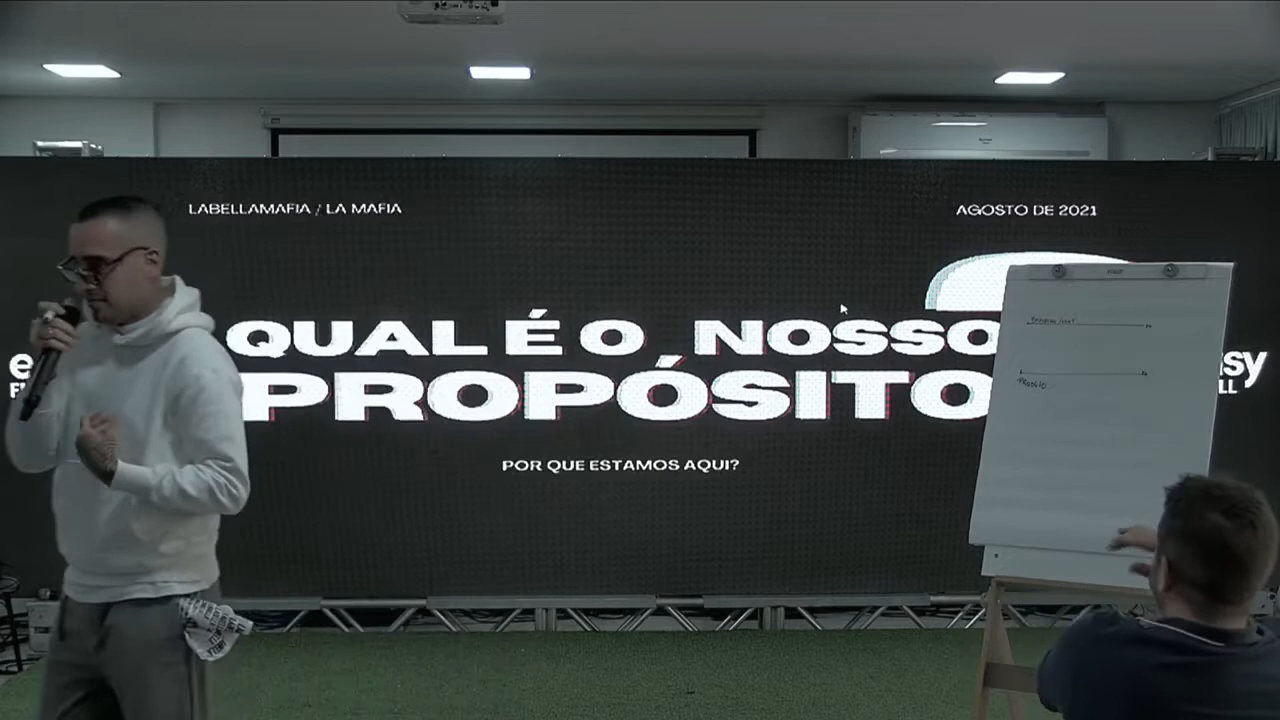 LABELLAMAFIA / LA MAFIA
AGOSTO DE 2021
QUAL É O NOSSO
PROPÓSITO
POR QUE ESTAMOS AQUI?